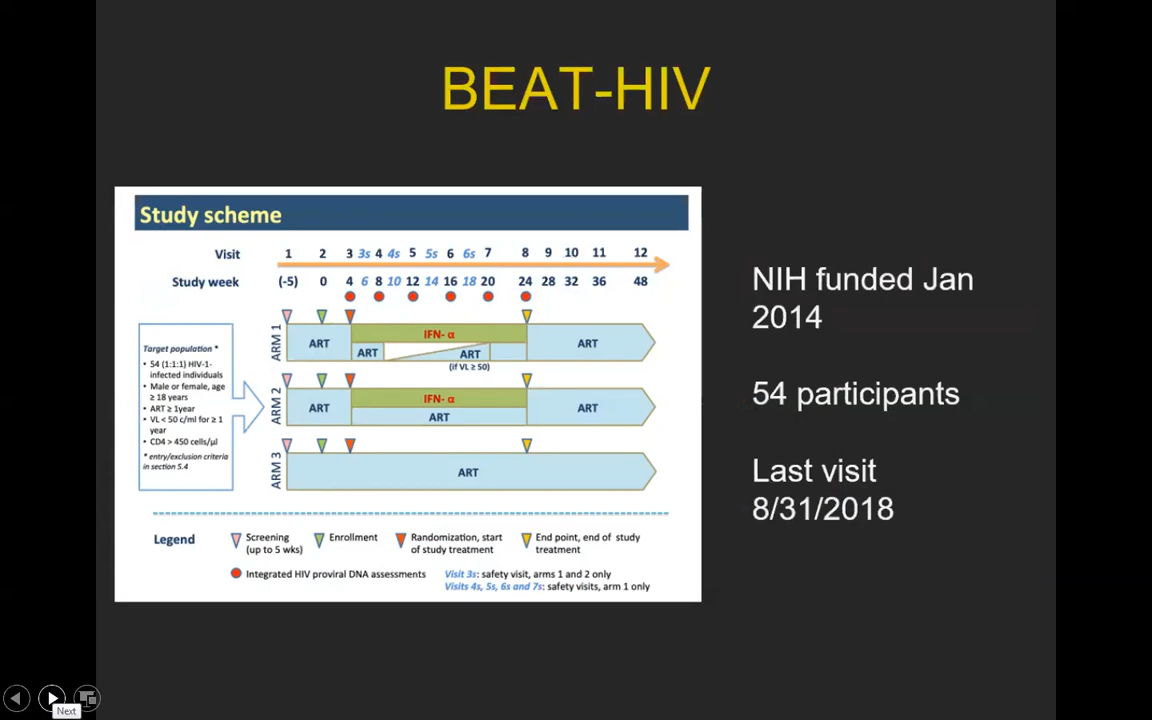 BEAT-HIV
Study scheme
Visit 1 2 3 3s 4 4s 5 5s 6 6s 7 8 9 10 11 12
Study week (-5) 0 4 6 8 10 12 14 16 18 20 24 28 32 36 48
Target population *
• 54 (1:1:1) HIV-1-
infected individuals
• Male or female, age
≥ 18 years
• ART ≥ 1year
• VL < 50 c/ml for ≥ 1
year
• CD4 > 450 cells/µl
* entry/exclusion criteria
in section 5.4
ARM 1
ART
IFN- α
ART
ART
(if VL ≥ 50)
ART
ARM 2
ART
IFN- α
ART
ART
ARM 3
ART
Legend
Screening
(up to 5 wks)
Enrollment
Randomization, start
of study treatment
End point, end of study
treatment
Integrated HIV proviral DNA assessments
Visit 3s: safety visit, arms 1 and 2 only
Visits 4s, 5s, 6s and 7s: safety visits, arm 1 only
NIH funded Jan
2014
54 participants
Last visit
8/31/2018
Next